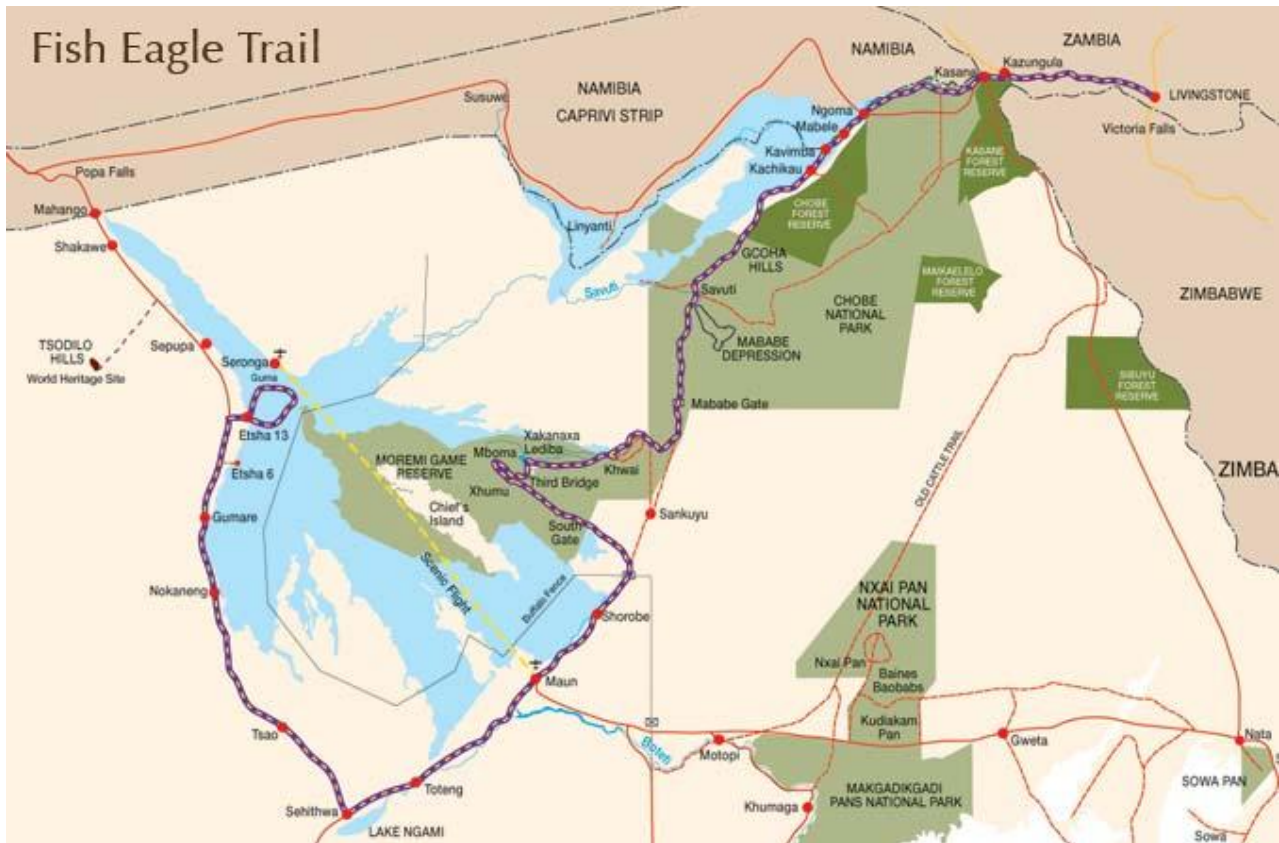 Fish Eagle Trail
NAMIBIA
ZAMBIA
Kasane
Kazungula
NAMIBIA
CAPRIVI STRIP
Susuwe
Ngoma
Mabele
Kavimba
Kachikau
LIVINGSTONE
Victoria Falls
KASANE
FOREST
RESERVE
Popa Falls
Mahango
Shakawe
Linyanti
CHOBE
FOREST
RESERVE
GCOHA
HILLS
MAIKAELELO
FOREST
RESERVE
Savuti
Savuti
CHOBE
NATIONAL
PARK
ZIMBABWE
TSODILO
HILLS
World Heritage Site
Sepupa
Seronga
Guma
MABABE
DEPRESSION
SIBUYU
FOREST
RESERVE
Mababe Gate
Etsha 13
Etsha 6
Xakanaxa
Lediba
Mboma
MOREMI GAME
RESERVE
Khwai
Third Bridge
Xhumu
Chief's
Island
South
Gate
Sankuyu
OLD CATTLE TRAIL
ZIMBA
Gumare
Scenic Flight
Buffalo Fence
Nokaneng
Shorobe
NXAI PAN
NATIONAL
PARK
Nxai Pan
Baines
Baobabs
Kudiakam
Pan
Maun
Tsao
Boteti
Motopi
Gweta
Nata
SOWA PAN
S
Toteng
Sehithwa
LAKE NGAMI
Khumaga
MAKGADIKGADI
PANS NATIONAL PARK
Sowa